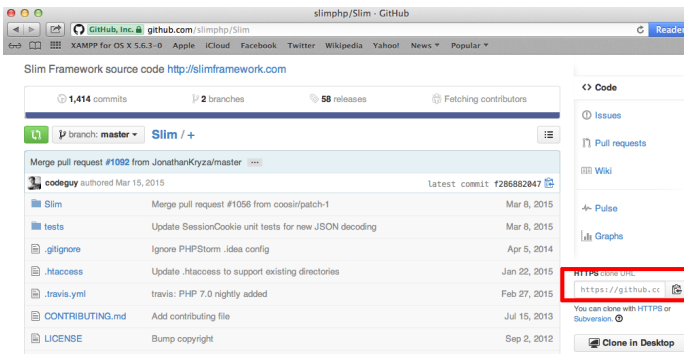 slimphp/Slim · GitHub
GitHub, Inc. github.com/slimphp/Slim
Reader
XAMPP for OS X 5.6.3-0 Apple iCloud Facebook Twitter Wikipedia Yahoo! News Popular
Slim Framework source code http://slimframework.com
1,414 commits 2 branches 58 releases Fetching contributors
branch: master Slim / +
Merge pull request #1092 from JonathanKryza/master ...
codeguy authored Mar 15, 2015 latest commit f286882047
Slim Merge pull request #1056 from coosir/patch-1 Mar 8, 2015
tests Update SessionCookie unit tests for new JSON decoding Mar 8, 2015
.gitignore Ignore PHPStorm .idea config Apr 5, 2014
.htaccess Update .htaccess to support existing directories Jan 22, 2015
.travis.yml travis: PHP 7.0 nightly added Feb 27, 2015
CONTRIBUTING.md Add contributing file Jul 15, 2013
LICENSE Bump copyright Sep 2, 2012
<> Code
Issues
Pull requests
Wiki
Pulse
Graphs
HTTPS clone URL
https://github.cc
You can clone with HTTPS or
Subversion.
Clone in Desktop